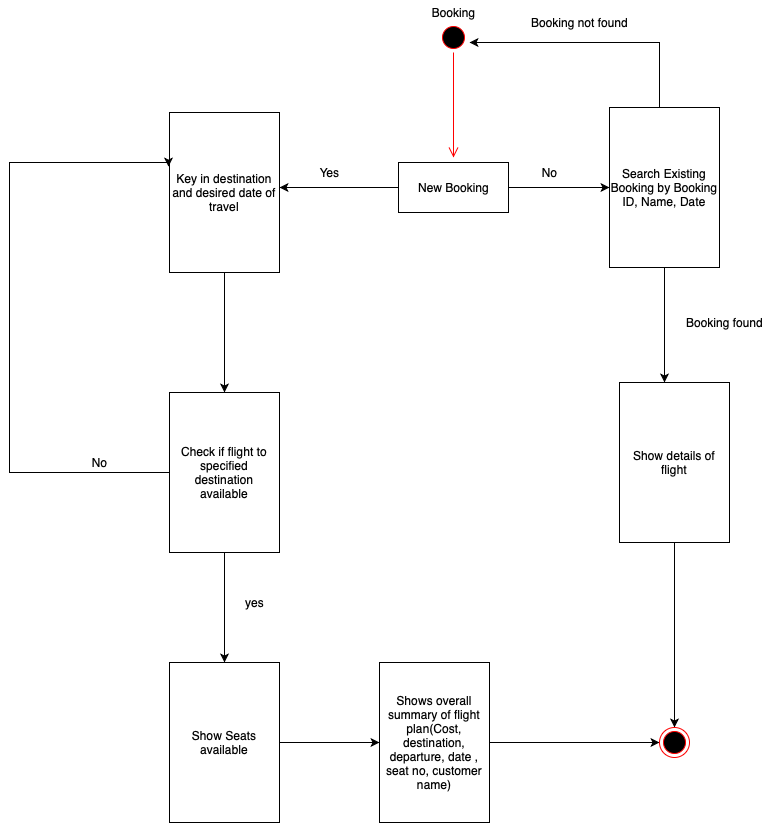 Booking
Booking not found
Key in destination
and desired date of
travel
Yes
New Booking
No
Search Existing
Booking by Booking
ID, Name, Date
Booking found
No
Check if flight to
specified
destination
available
Show details of
flight
yes
Show Seats
available
Shows overall
summary of flight
plan(Cost,
destination,
departure, date ,
seat no, customer
name)